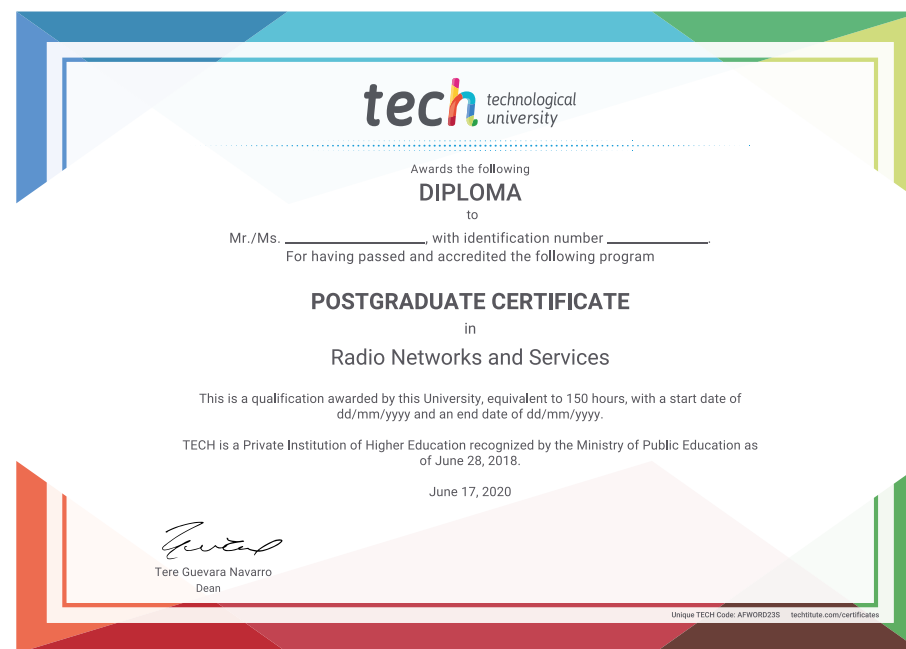 tech technological
university
Awards the following
DIPLOMA
to
Mr./Ms. ____________________, with identification number ______________.
For having passed and accredited the following program
POSTGRADUATE CERTIFICATE
in
Radio Networks and Services
This is a qualification awarded by this University, equivalent to 150 hours, with a start date of
dd/mm/yyyy and an end date of dd/mm/yyyy.
TECH is a Private Institution of Higher Education recognized by the Ministry of Public Education as
of June 28, 2018.
June 17, 2020
Tere Guevara Navarro
Dean
Unique TECH Code: AFWORD23S techtitute.com/certificates